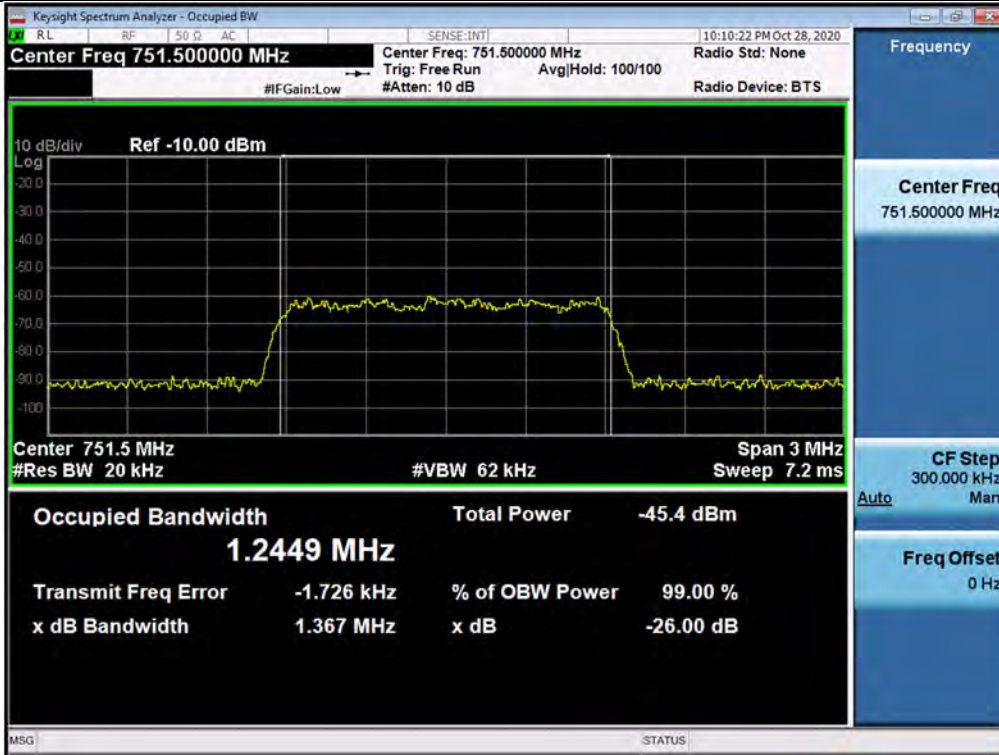 Keysight Spectrum Analyzer - Occupied BW
LXI RL RF 50 Ω AC SENSE:INT 10:10:22 PM Oct 28, 2020
Center Freq 751.500000 MHz
Center Freq: 751.500000 MHz Radio Std: None
Trig: Free Run Avg|Hold: 100/100
#IFGain:Low #Atten: 10 dB Radio Device: BTS
Frequency
10 dB/div Ref -10.00 dBm
Log
-20.0
-30.0
-40.0
-50.0
-60.0
-70.0
-80.0
-90.0
-100
Center 751.5 MHz Span 3 MHz
#Res BW 20 kHz #VBW 62 kHz Sweep 7.2 ms
Occupied Bandwidth Total Power -45.4 dBm
1.2449 MHz
Transmit Freq Error -1.726 kHz % of OBW Power 99.00 %
x dB Bandwidth 1.367 MHz x dB -26.00 dB
Center Freq
751.500000 MHz
CF Step
300.000 kHz
Auto Man
Freq Offset
0 Hz
MSG STATUS